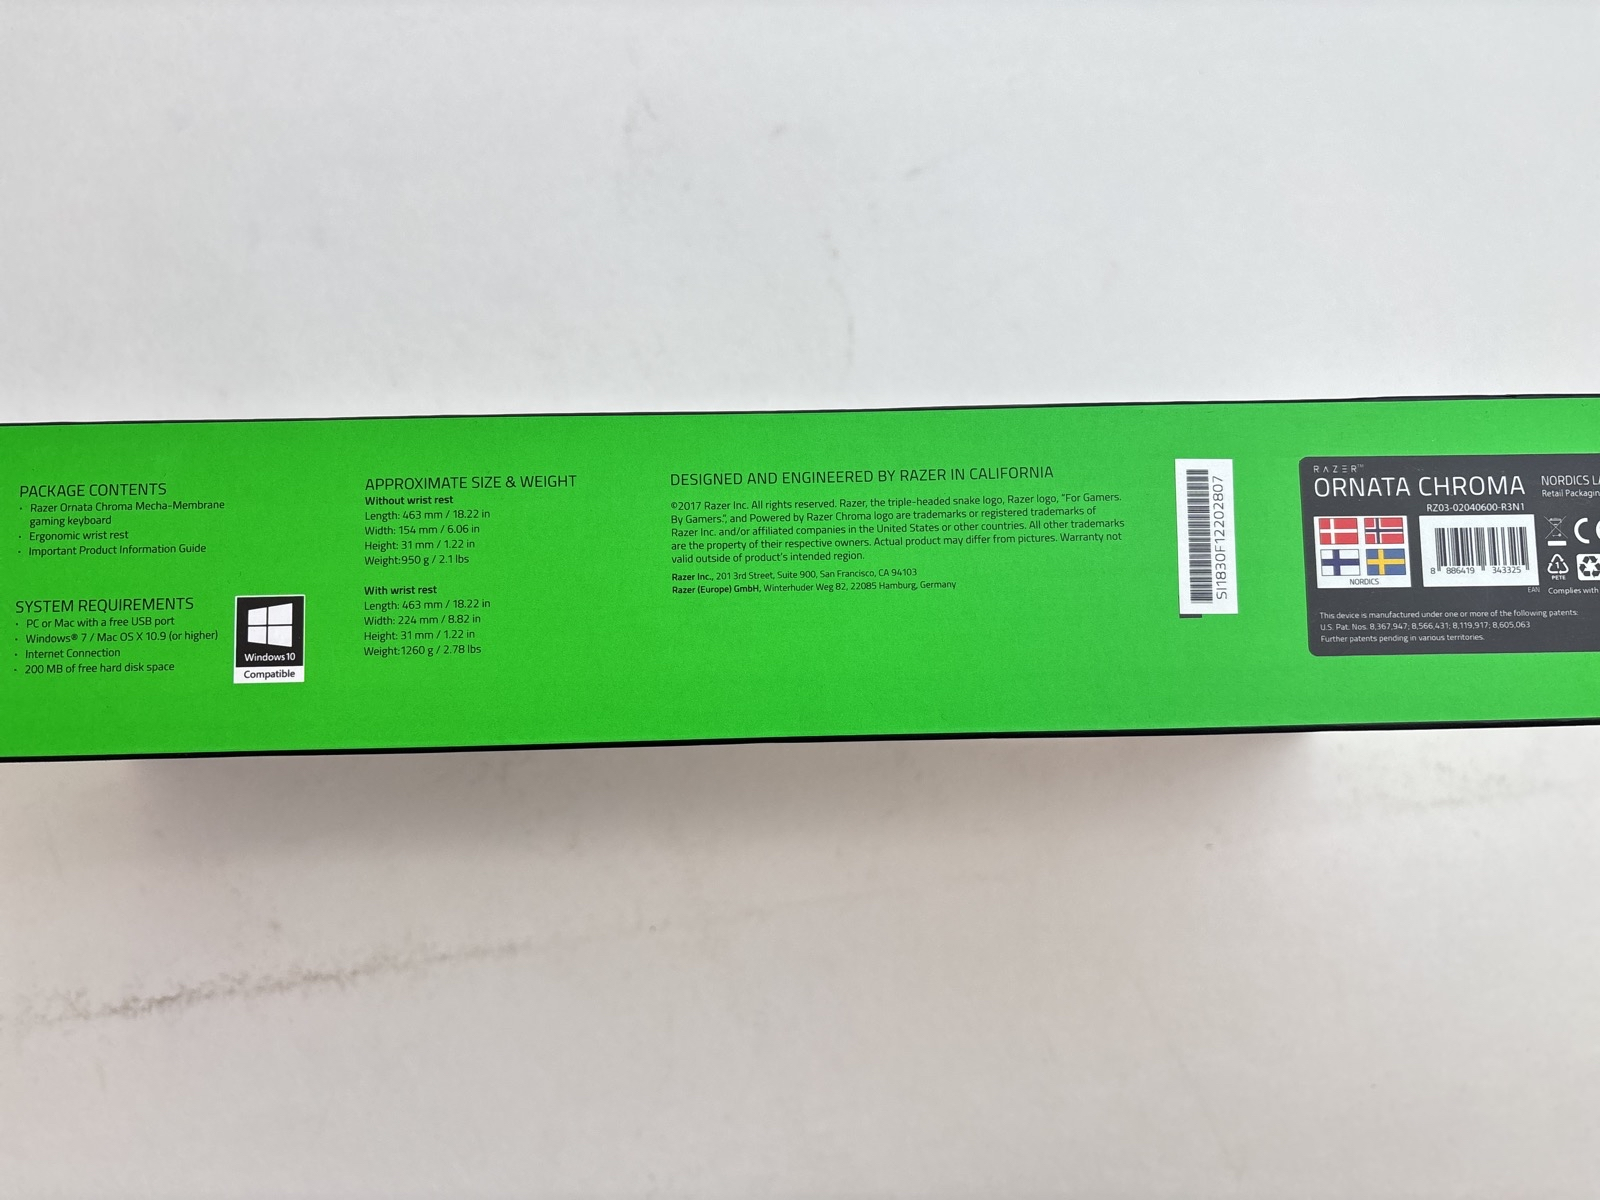 PACKAGE CONTENTS
· Razer Ornata Chroma Mecha-Membrane
gaming keyboard
· Ergonomic wrist rest
· Important Product Information Guide
SYSTEM REQUIREMENTS
· PC or Mac with a free USB port
· Windows® 7 / Mac OS X 10.9 (or higher)
· Internet Connection
· 200 MB of free hard disk space
Windows 10
Compatible
APPROXIMATE SIZE & WEIGHT
Without wrist rest
Length: 463 mm / 18.22 in
Width: 154 mm / 6.06 in
Height: 31 mm / 1.22 in
Weight:950 g / 2.1 lbs
With wrist rest
Length: 463 mm / 18.22 in
Width: 224 mm / 8.82 in
Height: 31 mm / 1.22 in
Weight:1260 g / 2.78 lbs
DESIGNED AND ENGINEERED BY RAZER IN CALIFORNIA
©2017 Razer Inc. All rights reserved. Razer, the triple-headed snake logo, Razer logo, "For Gamers.
By Gamers.", and Powered by Razer Chroma logo are trademarks or registered trademarks of
Razer Inc. and/or affiliated companies in the United States or other countries. All other trademarks
are the property of their respective owners. Actual product may differ from pictures. Warranty not
valid outside of product's intended region.
Razer Inc., 201 3rd Street, Suite 900, San Francisco, CA 94103
Razer (Europe) GmbH, Winterhuder Weg 82, 22085 Hamburg, Germany
SI1830F12202807
RAZER™
ORNATA CHROMA
RZ03-02040600-R3N1
NORDICS
8 886419 343325
EAN
NORDICS
Retail
PETE
Complies with
This device is manufactured under one or more of the following patents:
U.S. Pat. Nos. 8,367,947; 8,566,431; 8,119,917; 8,605,063
Further patents pending in various territories.